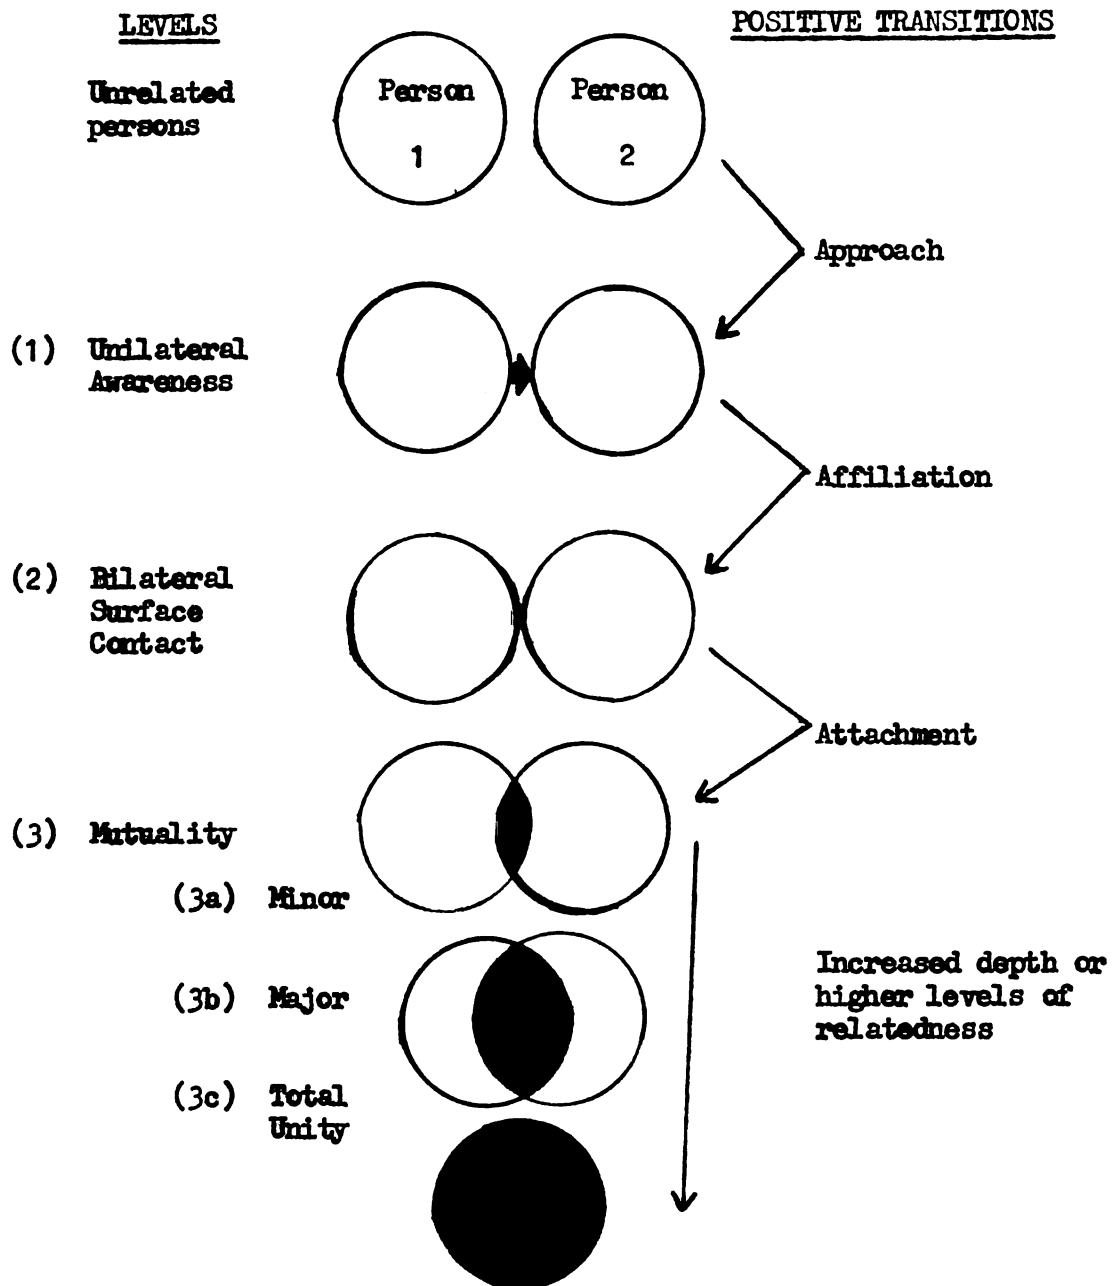 LEVELS
POSITIVE TRANSITIONS
Unrelated
persons
Person
1
Person
2
Approach
(1) Unilateral
Awareness
Affiliation
(2) Bilateral
Surface
Contact
Attachment
(3) Mutuality
(3a) Minor
(3b) Major
Increased depth or
higher levels of
relatedness
(3c) Total
Unity